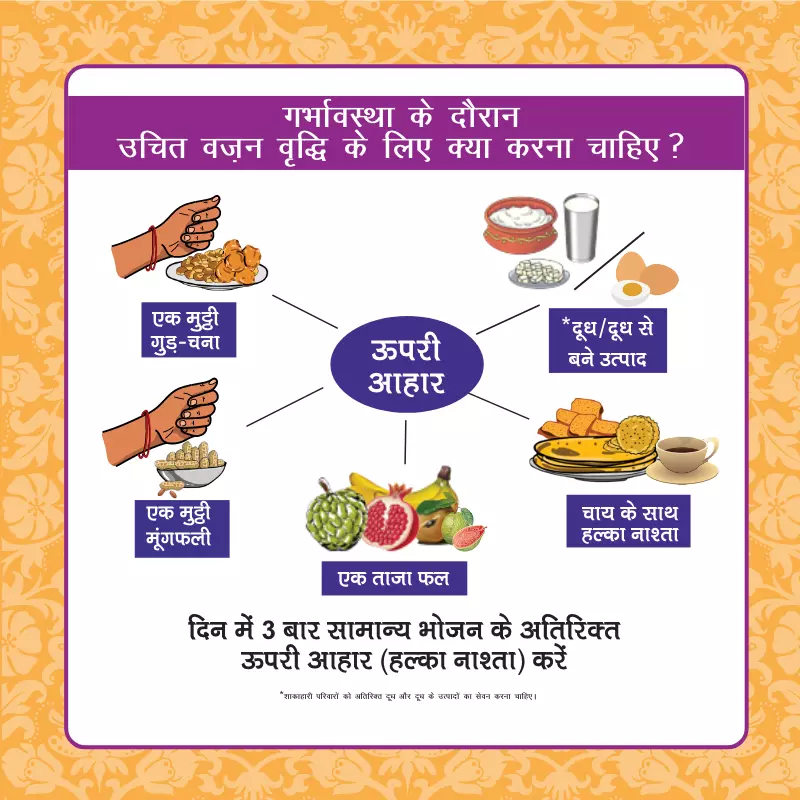 गर्भावस्था के दौरान
उचित वज़न वृद्धि के लिए क्या करना चाहिए ?
एक मुट्ठी
गुड़-चना
*दूध/दूध से
बने उत्पाद
ऊपरी
आहार
एक मुट्ठी
मूंगफली
चाय के साथ
हल्का नाश्ता
एक ताजा फल
दिन में 3 बार सामान्य भोजन के अतिरिक्त
ऊपरी आहार (हल्का नाश्ता) करें
*शाकाहारी परिवारों को अतिरिक्त दूध और दूध के उत्पादों का सेवन करना चाहिए।